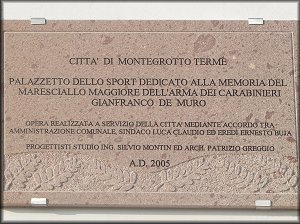 CITTA' DI MONTEGROTTO TERME
PALAZZETTO DELLO SPORT DEDICATO ALLA MEMORIA DEL
MARESCIALLO MAGGIORE DELL'ARMA DEI CARABINIERI
GIANFRANCO DE MURO
OPERA REALIZZATA A SERVIZIO DELLA CITTA' MEDIANTE ACCORDO TRA
AMMINISTRAZIONE COMUNALE, SINDACO LUCA CLAUDIO ED EREDI ERNESTO BUJA
PROGETTISTI STUDIO ING. SILVIO MONTIN ED ARCH. PATRIZIO GREGGIO
A.D. 2005